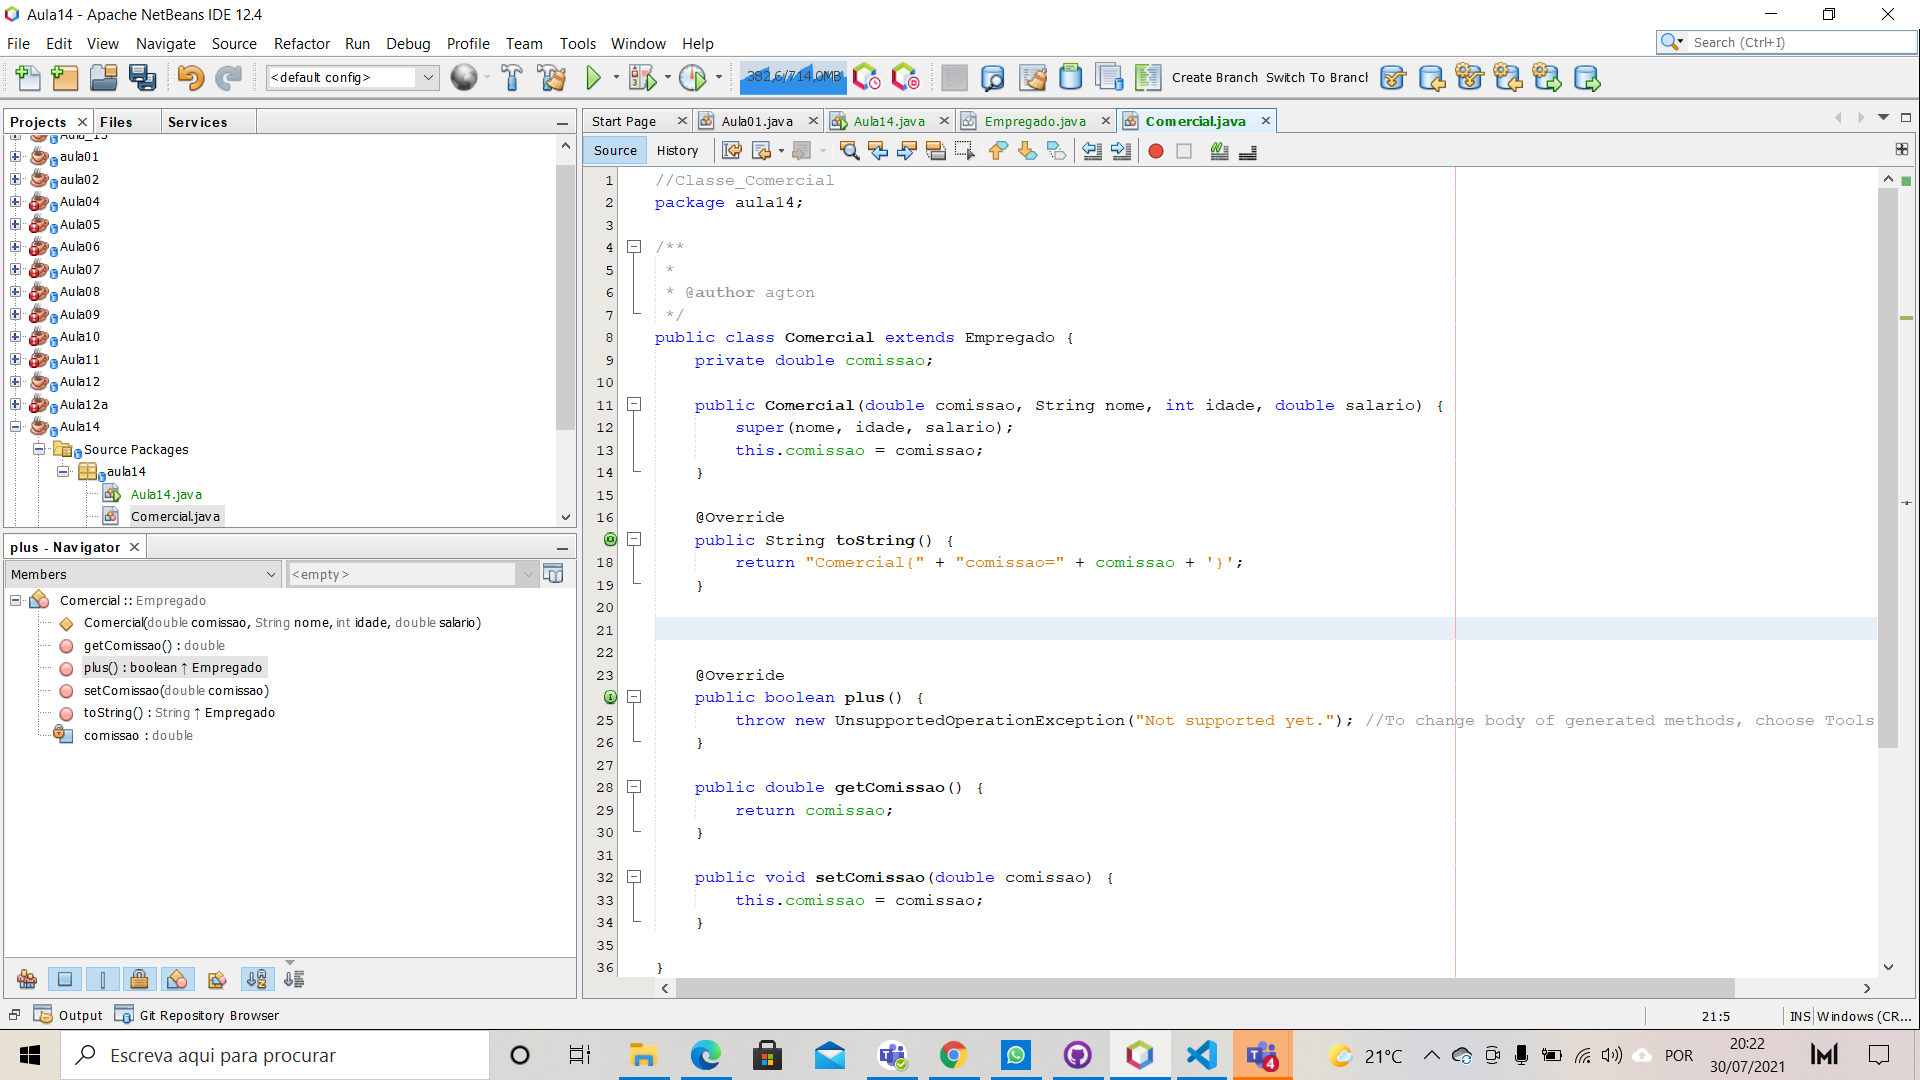 Aula14 - Apache NetBeans IDE 12.4
File Edit View Navigate Source Refactor Run Debug Profile Team Tools Window Help
Search (Ctrl+I)
<default config>
382,6/714,0MB
Create Branch Switch To Branch
Projects Files Services
Aula_13
aula01
aula02
Aula04
Aula05
Aula06
Aula07
Aula08
Aula09
Aula10
Aula11
Aula12
Aula12a
Aula14
Source Packages
aula14
Aula14.java
Comercial.java
plus - Navigator
Members
<empty>
Comercial :: Empregado
Comercial(double comissao, String nome, int idade, double salario)
getComissao() : double
plus() : boolean ↑ Empregado
setComissao(double comissao)
toString() : String ↑ Empregado
comissao : double
Start Page Aula01.java Aula14.java Empregado.java Comercial.java
Source History
1 //Classe_Comercial
2 package aula14;
3
4 /**
5 *
6 * @author agton
7 */
8 public class Comercial extends Empregado {
9 private double comissao;
10
11 public Comercial(double comissao, String nome, int idade, double salario) {
12 super(nome, idade, salario);
13 this.comissao = comissao;
14 }
15
16 @Override
public String toString() {
18 return "Comercial{" + "comissao=" + comissao + '}';
19 }
20
21
22
23 @Override
public boolean plus() {
25 throw new UnsupportedOperationException("Not supported yet."); //To change body of generated methods, choose Tools
26 }
27
28 public double getComissao() {
29 return comissao;
30 }
31
32 public void setComissao(double comissao) {
33 this.comissao = comissao;
34 }
35
36 }
Output Git Repository Browser
21:5 INS Windows (CR...
Escreva aqui para procurar
4
21°C
POR
20:22
30/07/2021